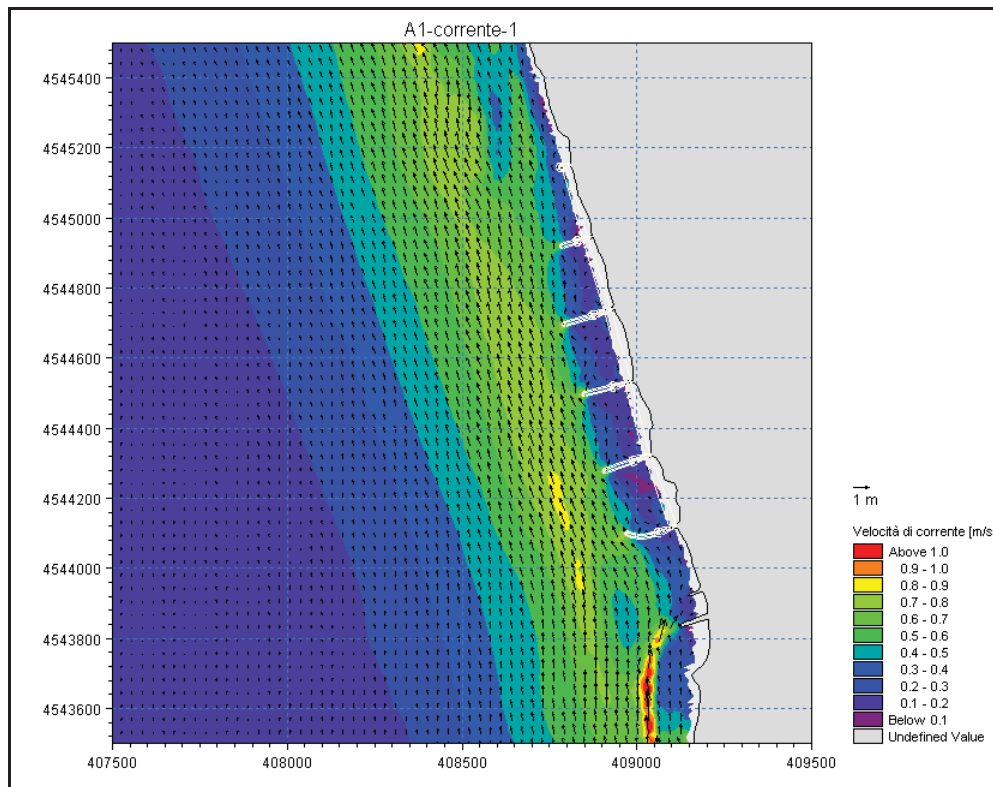 A1-corrente-1
4545400
4545200
4545000
4544800
4544600
4544400
4544200
4544000
4543800
4543600
407500 408000 408500 409000 409500
1 m
Velocità di corrente [m/s
Above 1.0
0.9 - 1.0
0.8 - 0.9
0.7 - 0.8
0.6 - 0.7
0.5 - 0.6
0.4 - 0.5
0.3 - 0.4
0.2 - 0.3
0.1 - 0.2
Below 0.1
Undefined Value